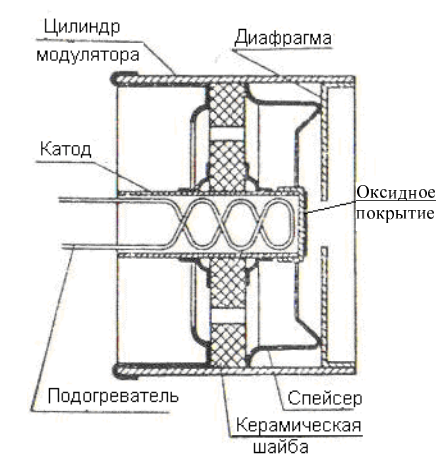 Цилиндр
модулятора
Диафрагма
Катод
Оксидное
покрытие
Подогреватель
Спейсер
Керамическая
шайба